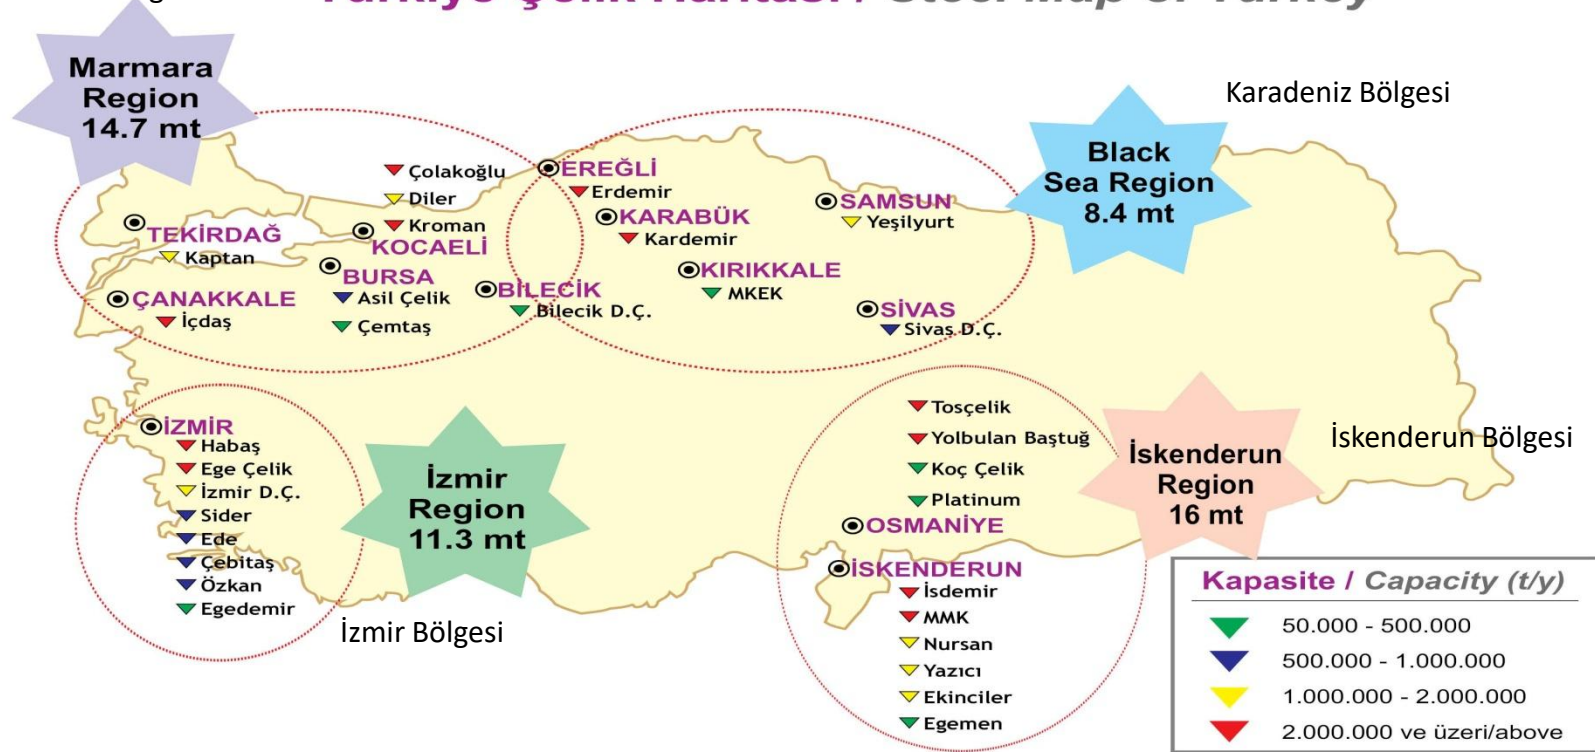 Türkiye Çelik Haritası / Steel Map of Turkey
Marmara
Region
14.7 mt
Karadeniz Bölgesi
Black
Sea Region
8.4 mt
Çolakoğlu
Diler
Kroman
KOCAELİ
TEKİRDAĞ
Kaptan
BURSA
Asil Çelik
Çemtaş
ÇANAKKALE
İçdaş
BİLECİK
Bilecik D.Ç.
EREĞLİ
Erdemir
KARABÜK
Kardemir
SAMSUN
Yeşilyurt
KIRIKKALE
MKEK
SİVAS
Sivas D.Ç.
İZMİR
Habaş
Ege Çelik
İzmir D.Ç.
Sider
Ede
Çebitaş
Özkan
Egedemir
İzmir
Region
11.3 mt
İzmir Bölgesi
Tosçelik
Yolbulan Baştuğ
Koç Çelik
Platinum
OSMANİYE
İSKENDERUN
İsdemir
MMK
Nursan
Yazıcı
Ekinciler
Egemen
İskenderun
Region
16 mt
İskenderun Bölgesi
Kapasite / Capacity (t/y)
50.000 - 500.000
500.000 - 1.000.000
1.000.000 - 2.000.000
2.000.000 ve üzeri/above